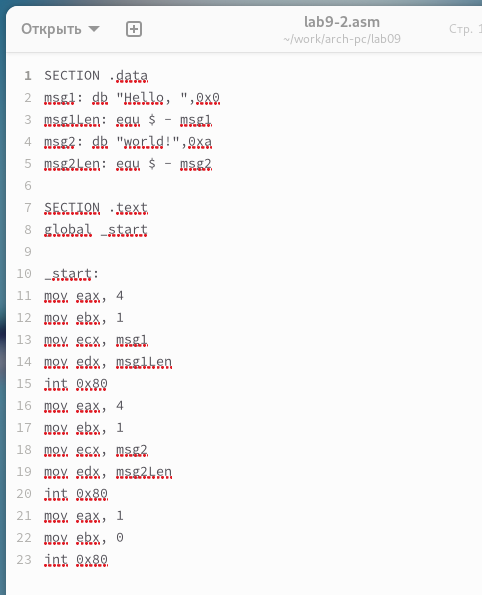 Открыть
lab9-2.asm
~/work/arch-pc/lab09
Стр. 1
1 SECTION .data
2 msg1: db "Hello, ",0x0
3 msg1Len: equ $ - msg1
4 msg2: db "world!",0xa
5 msg2Len: equ $ - msg2
6
7 SECTION .text
8 global _start
9
10 _start:
11 mov eax, 4
12 mov ebx, 1
13 mov ecx, msg1
14 mov edx, msg1Len
15 int 0x80
16 mov eax, 4
17 mov ebx, 1
18 mov ecx, msg2
19 mov edx, msg2Len
20 int 0x80
21 mov eax, 1
22 mov ebx, 0
23 int 0x80